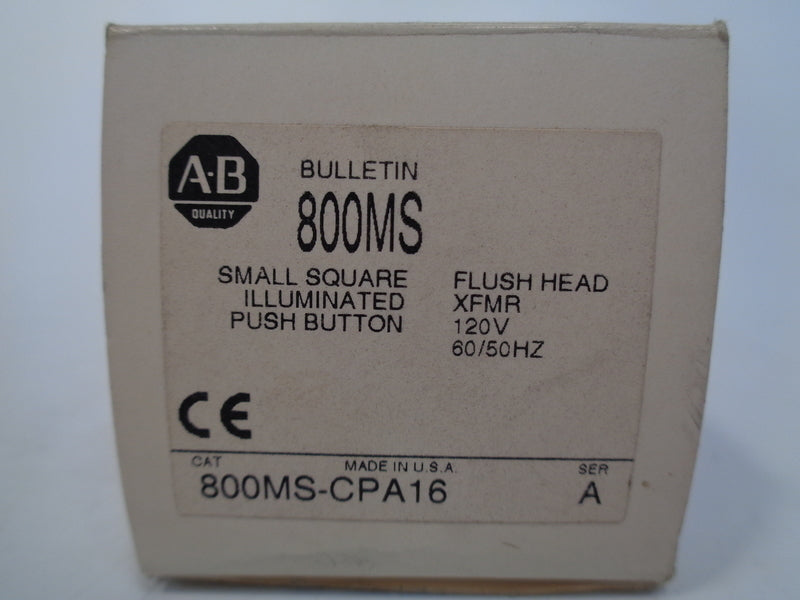 A·B
QUALITY
BULLETIN
800MS
SMALL SQUARE FLUSH HEAD
ILLUMINATED XFMR
PUSH BUTTON 120V
60/50HZ
CE
CAT MADE IN U.S.A. SER
800MS-CPA16 A